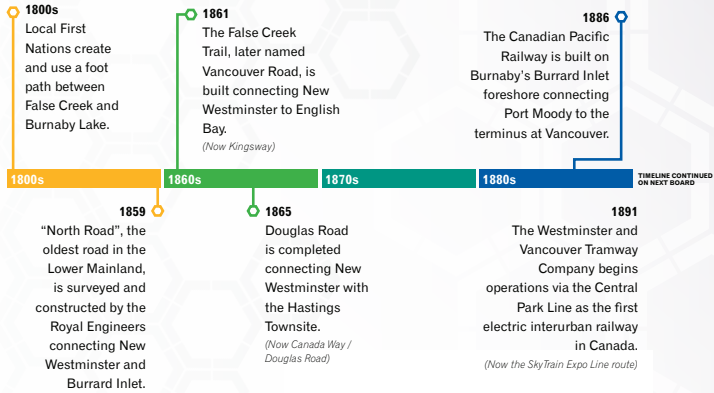 1800s
Local First
Nations create
and use a foot
path between
False Creek and
Burnaby Lake.
1861
The False Creek
Trail, later named
Vancouver Road, is
built connecting New
Westminster to English
Bay.
(Now Kingsway)
1886
The Canadian Pacific
Railway is built on
Burnaby's Burrard Inlet
foreshore connecting
Port Moody to the
terminus at Vancouver.
1800s
1860s
1870s
1880s
TIMELINE CONTINUED
ON NEXT BOARD
1859
“North Road”, the
oldest road in the
Lower Mainland,
is surveyed and
constructed by the
Royal Engineers
connecting New
Westminster and
Burrard Inlet.
1865
Douglas Road
is completed
connecting New
Westminster with
the Hastings
Townsite.
(Now Canada Way /
Douglas Road)
1891
The Westminster and
Vancouver Tramway
Company begins
operations via the Central
Park Line as the first
electric interurban railway
in Canada.
(Now the SkyTrain Expo Line route)